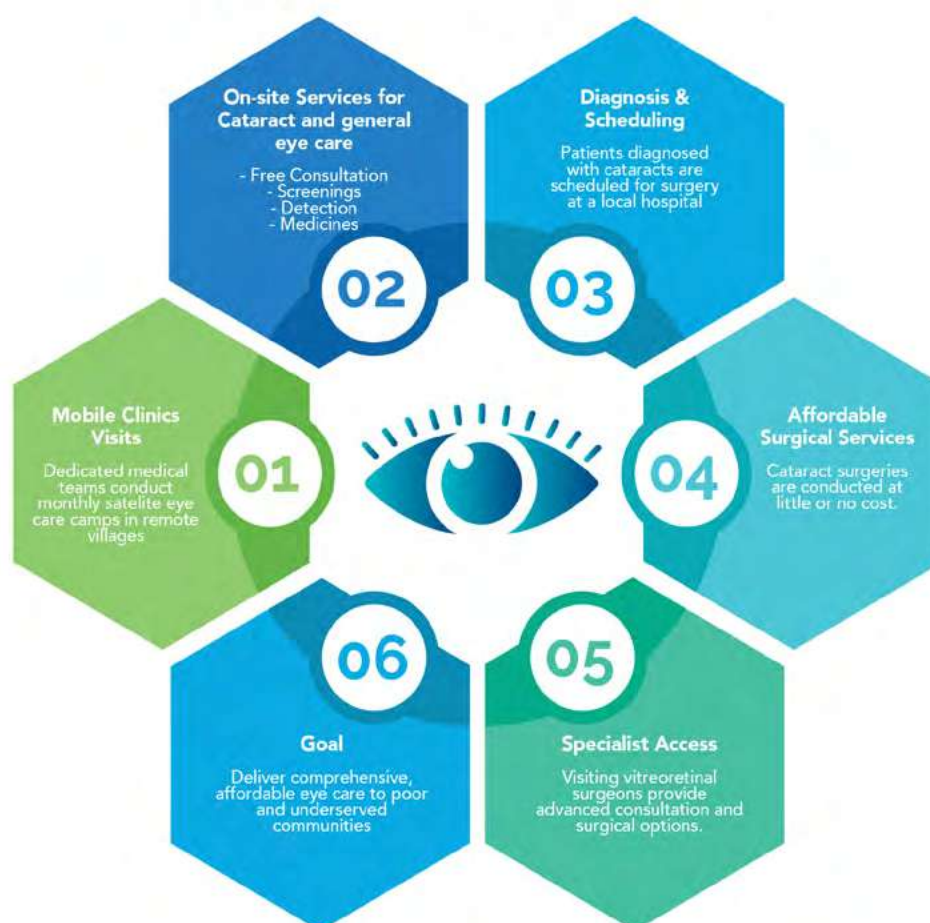 01
Mobile Clinics
Visits
Dedicated medical
teams conduct
monthly satelite eye
care camps in remote
villages
02
On-site Services for
Cataract and general
eye care
- Free Consultation
- Screenings
- Detection
- Medicines
03
Diagnosis &
Scheduling
Patients diagnosed
with cataracts are
scheduled for surgery
at a local hospital
04
Affordable
Surgical Services
Cataract surgeries
are conducted at
little or no cost.
05
Specialist Access
Visiting vitreoretinal
surgeons provide
advanced consultation and
surgical options.
06
Goal
Deliver comprehensive,
affordable eye care to poor
and underserved
communities